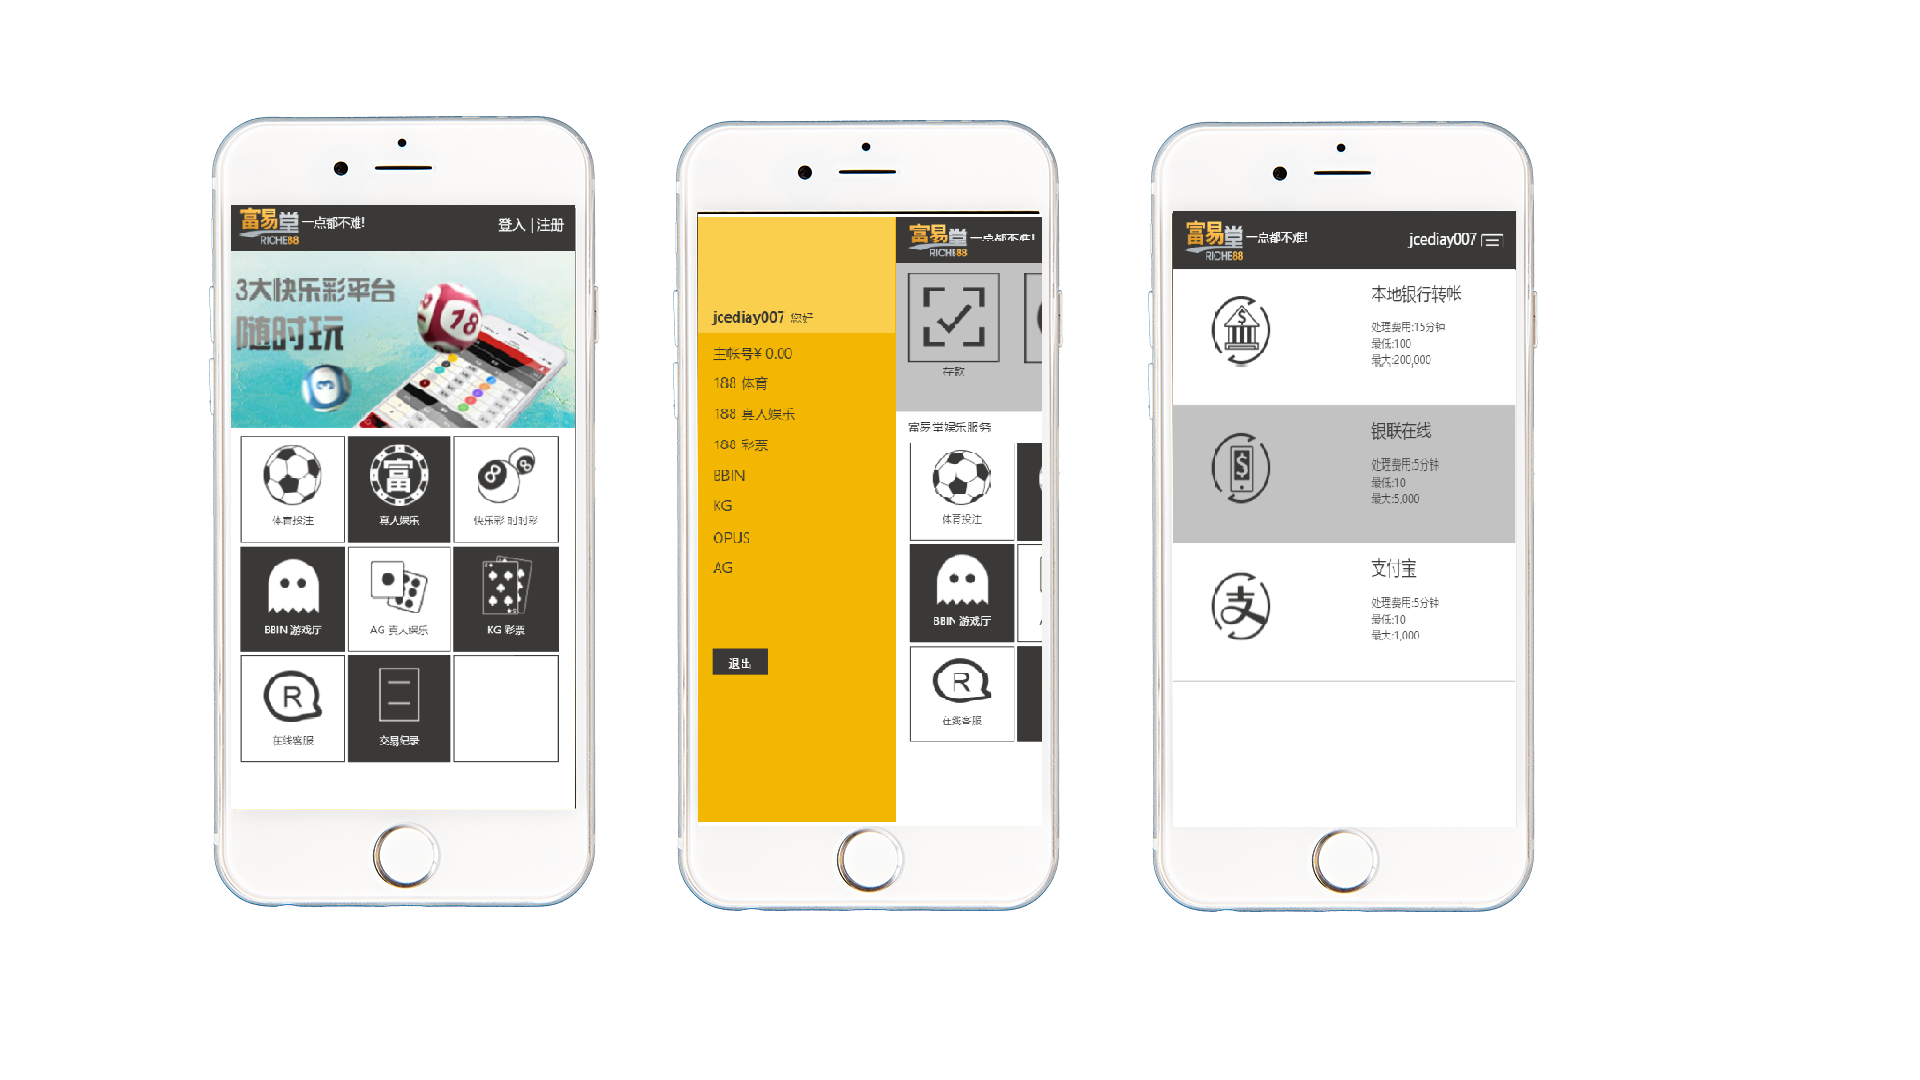 富易堂
RICHE88
一点都不难!
登入 | 注册
3大快乐彩平台
随时玩
18
3
体育投注
富
真人娱乐
8
8
快乐彩 时时彩
BBIN 游戏厅
AG 真人娱乐
KG 彩票
R
在线客服
交易纪录
jcediay007 您好
主帐号¥ 0.00
188 体育
188 真人娱乐
188 彩票
BBIN
KG
OPUS
AG
退出
富易堂
RICHE88
一点都不难!
存款
富易堂娱乐服务
体育投注
BBIN 游戏厅
R
在线客服
富易堂
RICHE88
一点都不难!
jcediay007
$
本地银行转帐
处理费用:15分钟
最低:100
最大:200,000
$
银联在线
处理费用:5分钟
最低:10
最大:5,000
支
支付宝
处理费用:5分钟
最低:10
最大:1,000